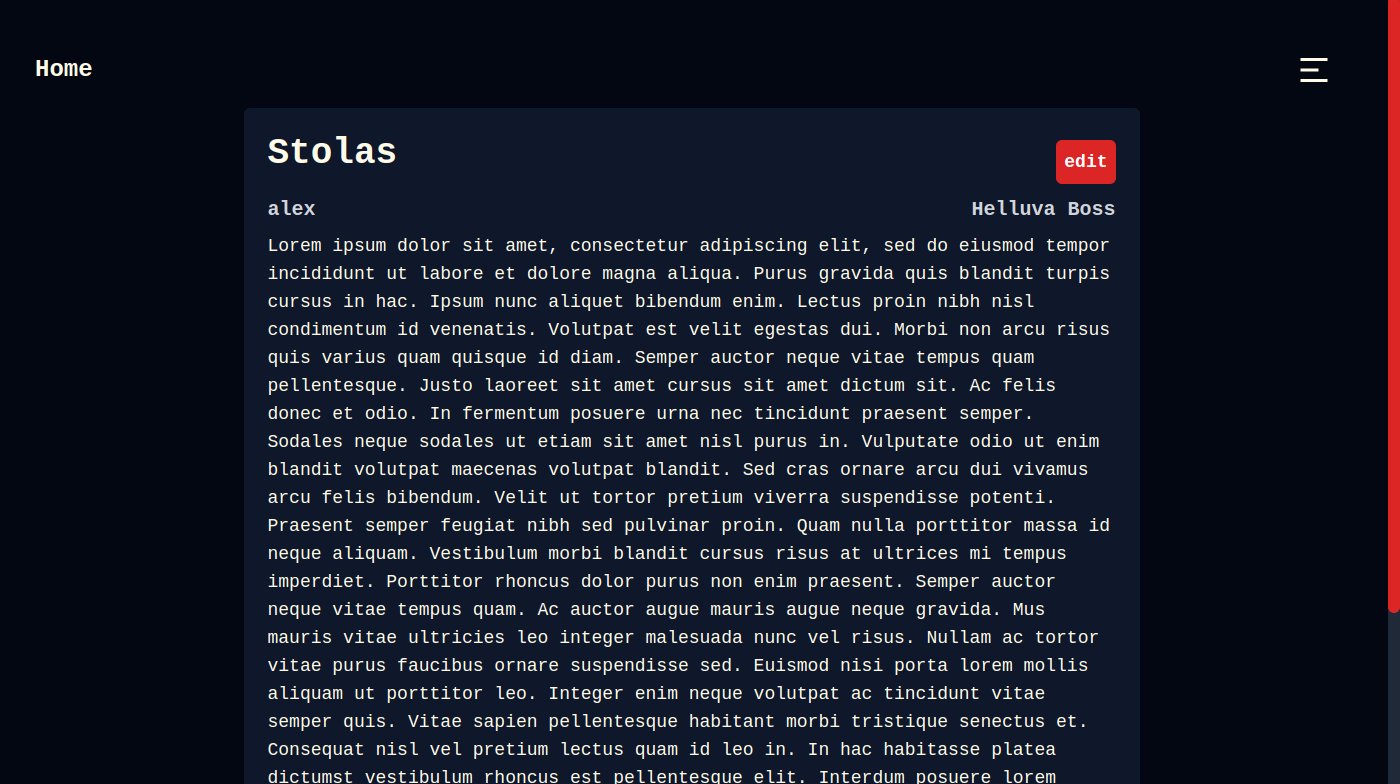 Home
Stolas
edit
alex
Helluva Boss
Lorem ipsum dolor sit amet, consectetur adipiscing elit, sed do eiusmod tempor
incididunt ut labore et dolore magna aliqua. Purus gravida quis blandit turpis
cursus in hac. Ipsum nunc aliquet bibendum enim. Lectus proin nibh nisl
condimentum id venenatis. Volutpat est velit egestas dui. Morbi non arcu risus
quis varius quam quisque id diam. Semper auctor neque vitae tempus quam
pellentesque. Justo laoreet sit amet cursus sit amet dictum sit. Ac felis
donec et odio. In fermentum posuere urna nec tincidunt praesent semper.
Sodales neque sodales ut etiam sit amet nisl purus in. Vulputate odio ut enim
blandit volutpat maecenas volutpat blandit. Sed cras ornare arcu dui vivamus
arcu felis bibendum. Velit ut tortor pretium viverra suspendisse potenti.
Praesent semper feugiat nibh sed pulvinar proin. Quam nulla porttitor massa id
neque aliquam. Vestibulum morbi blandit cursus risus at ultrices mi tempus
imperdiet. Porttitor rhoncus dolor purus non enim praesent. Semper auctor
neque vitae tempus quam. Ac auctor augue mauris augue neque gravida. Mus
mauris vitae ultricies leo integer malesuada nunc vel risus. Nullam ac tortor
vitae purus faucibus ornare suspendisse sed. Euismod nisi porta lorem mollis
aliquam ut porttitor leo. Integer enim neque volutpat ac tincidunt vitae
semper quis. Vitae sapien pellentesque habitant morbi tristique senectus et.
Consequat nisl vel pretium lectus quam id leo in. In hac habitasse platea
dictumst vestibulum rhoncus est pellentesque elit. Interdum posuere lorem